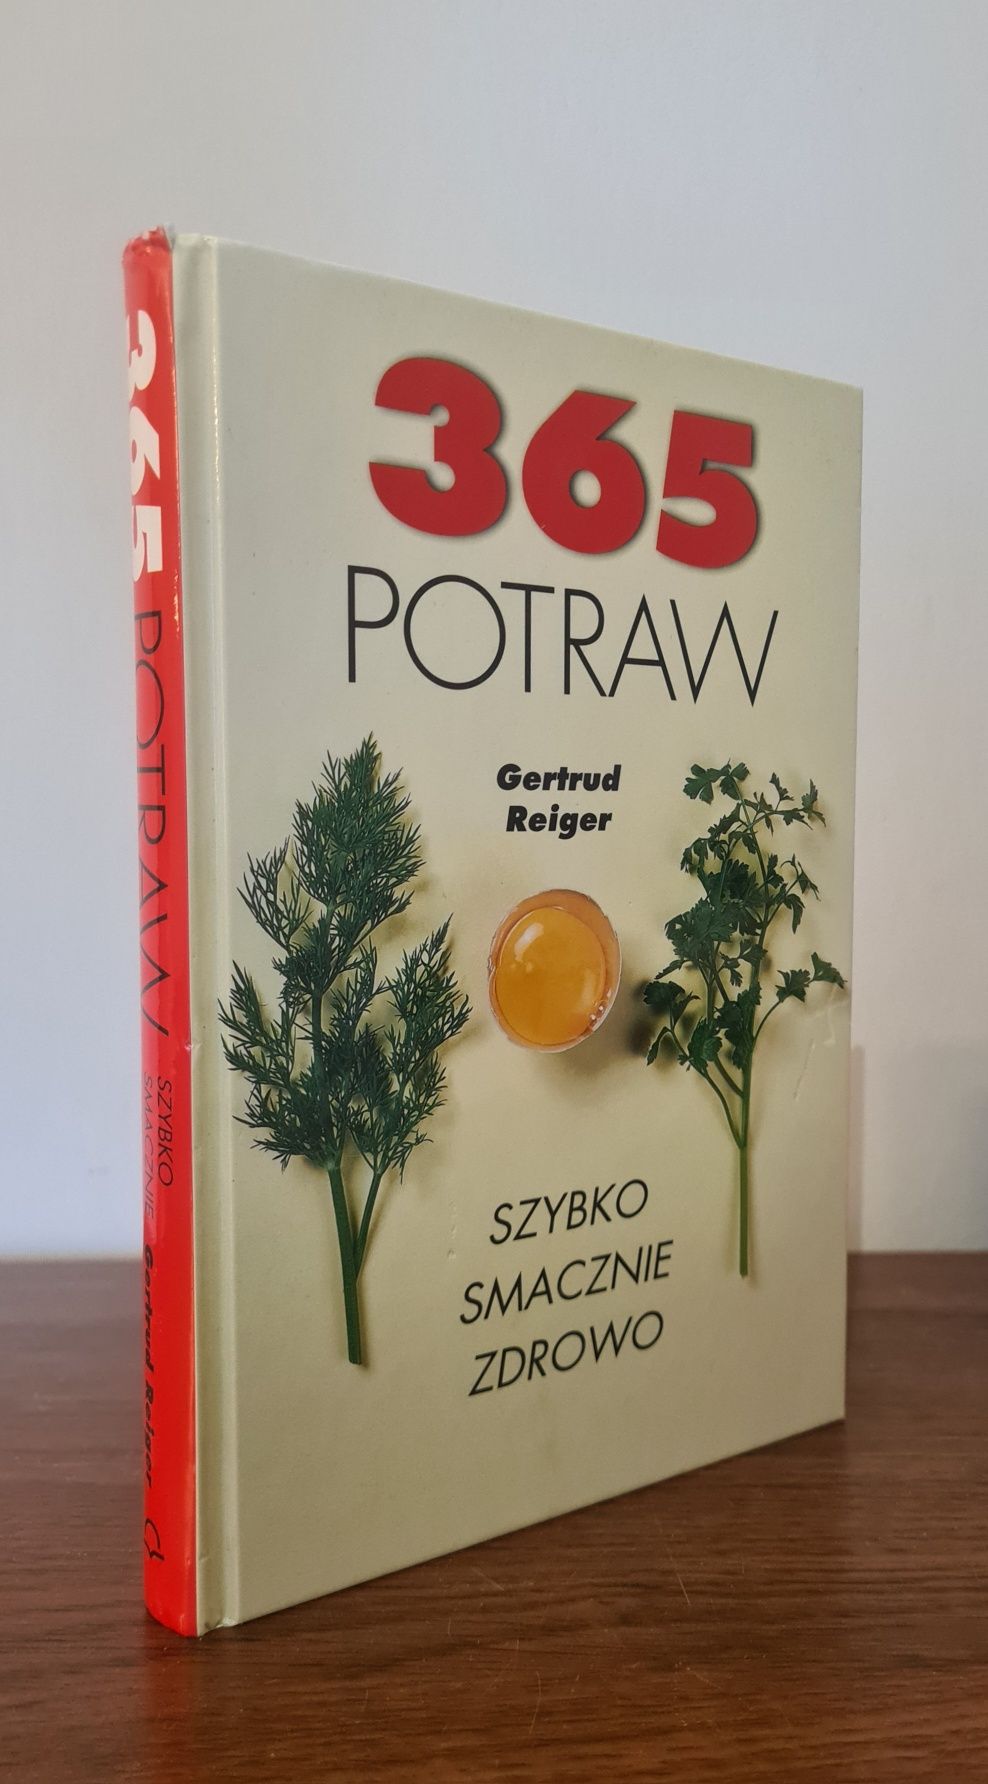 365
POTRAW
Gertrud
Reiger
SZYBKO
SMACZNIE
ZDROWO
365 POTRAW
SZYBKO
SMACZNIE
Gertrud Reiger